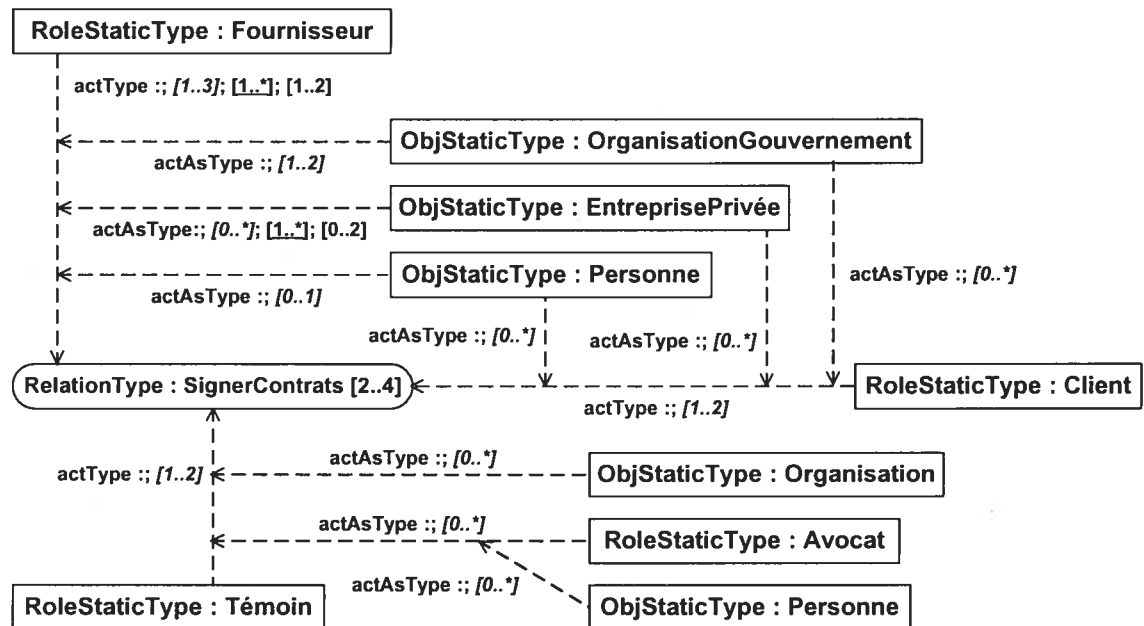 RoleStaticType : Fournisseur
actType :; [1..3]; [1..*]; [1..2]
ObjStaticType : OrganisationGouvernement
actAsType :; [1..2]
ObjStaticType : EntreprisePrivée
actAsType:; [0..*]; [1..*]; [0..2]
ObjStaticType : Personne
actAsType :; [0..*]
actAsType :; [0..1]
actAsType :; [0..*]
actAsType :; [0..*]
RelationType : SignerContrats [2..4]
RoleStaticType : Client
actType :; [1..2]
actAsType :; [0..*]
actType :; [1..2]
ObjStaticType : Organisation
actAsType :; [0..*]
RoleStaticType : Avocat
actAsType :; [0..*]
RoleStaticType : Témoin
ObjStaticType : Personne